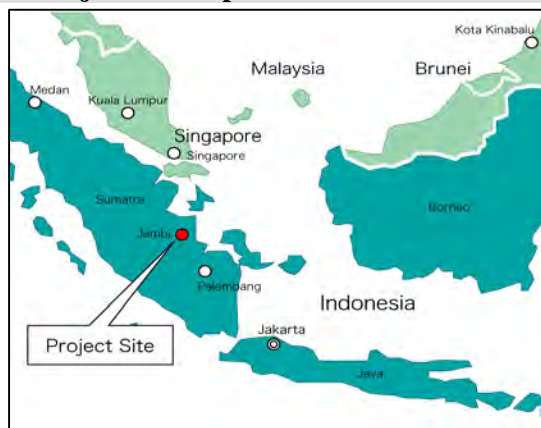 Kota Kinabalu
Malaysia
Brunei
Medan
Kuala Lumpur
Singapore
Singapore
Sumatra
Borneo
Jambi
Palembang
Indonesia
Project Site
Jakarta
Java